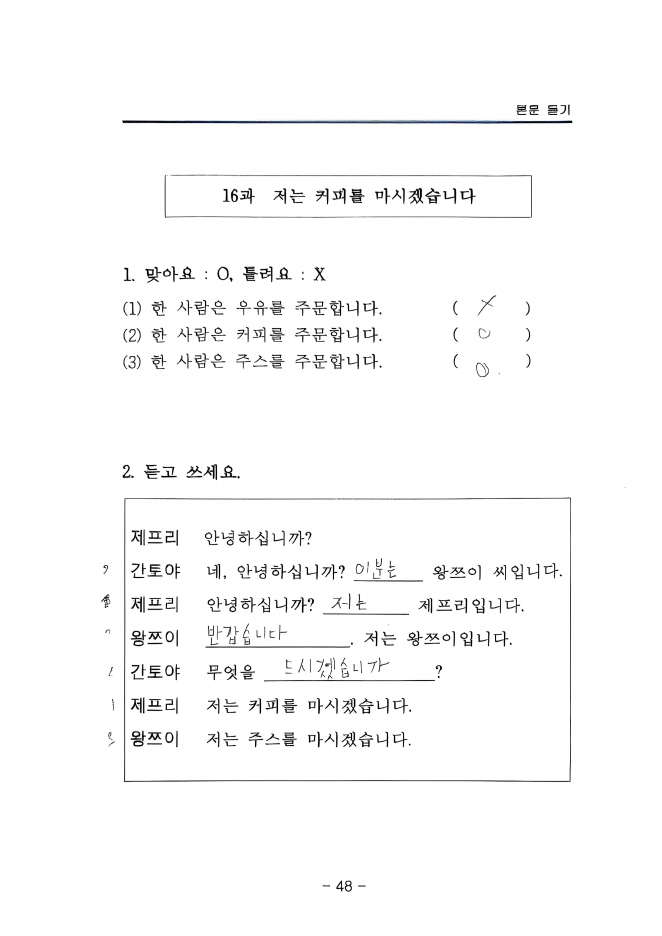 본문 듣기
16과 저는 커피를 마시겠습니다
1. 맞아요 : O, 틀려요 : X
(1) 한 사람은 우유를 주문합니다. ( X )
(2) 한 사람은 커피를 주문합니다. ( O )
(3) 한 사람은 주스를 주문합니다. ( O )
2. 듣고 쓰세요.
제프리 안녕하십니까?
간토야 네, 안녕하십니까? 이분는 왕쯔이 씨입니다.
제프리 안녕하십니까? 저는 제프리입니다.
왕쯔이 반갑습니다. 저는 왕쯔이입니다.
간토야 무엇을 드시겠습니가?
제프리 저는 커피를 마시겠습니다.
왕쯔이 저는 주스를 마시겠습니다.
- 48 -